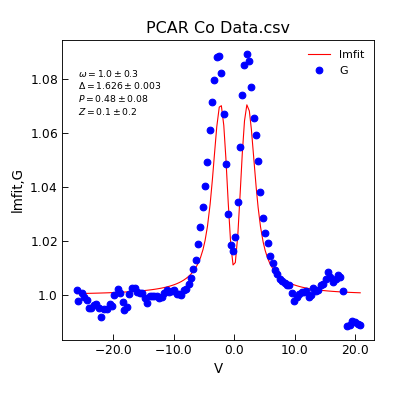 PCAR Co Data.csv
lmfit
G
ω = 1.0 ± 0.3
Δ = 1.626 ± 0.003
P = 0.48 ± 0.08
Z = 0.1 ± 0.2
1.08
1.06
1.04
1.02
1.0
lmfit,G
−20.0 −10.0 0.0 10.0 20.0
V